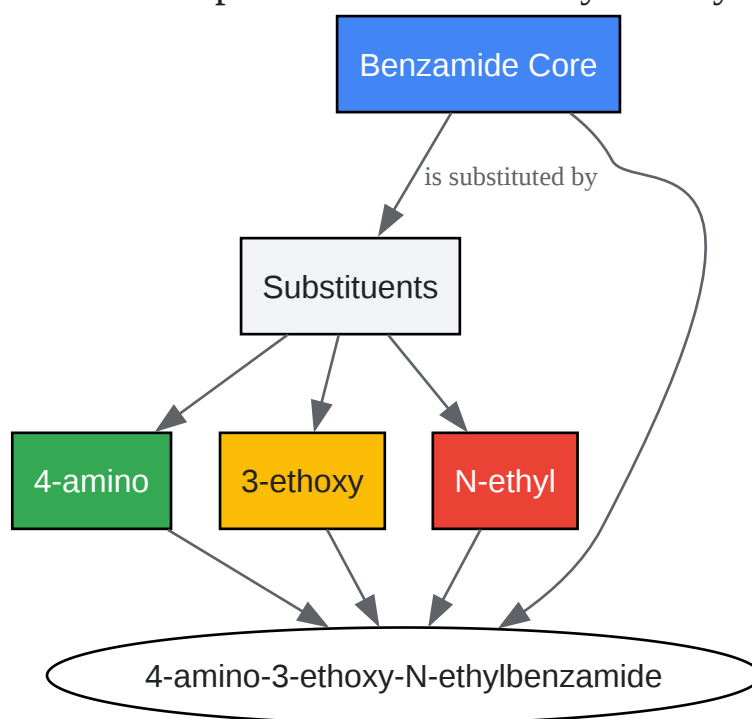 Benzamide Core
is substituted by
Substituents
4-amino
3-ethoxy
N-ethyl
4-amino-3-ethoxy-N-ethylbenzamide